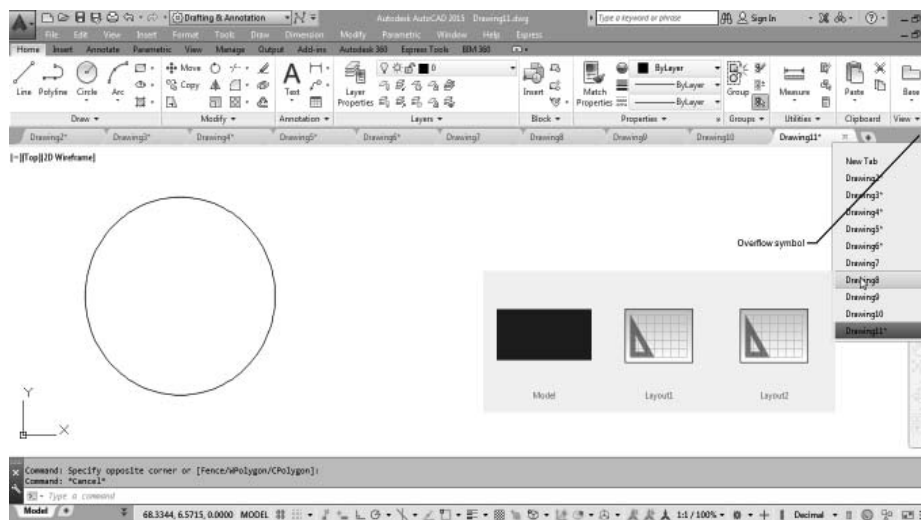 Drafting & Annotation
Autodesk AutoCAD 2015 Drawing11.dwg
Type a keyword or phrase
Sign In
File Edit View Insert Format Tools Draw Dimension Modify Parametric Window Help Express
Home Insert Annotate Parametric View Manage Output Add-ins Autodesk 360 Express Tools BIM 360
Line Polyline Circle Arc
Move
Copy
Text
Layer Properties
0
Insert
Match Properties
ByLayer
ByLayer
ByLayer
Group
Measure
Paste
Base
Draw Modify Annotation Layers Block Properties Groups Utilities Clipboard View
Drawing2* Drawing3* Drawing4* Drawing5* Drawing6* Drawing7 Drawing8 Drawing9 Drawing10 Drawing11*
[-][Top][2D Wireframe]
New Tab
Drawing2*
Drawing3*
Drawing4*
Drawing5*
Drawing6*
Drawing7
Drawing8
Drawing9
Drawing10
Drawing11*
Overflow symbol
Model Layout1 Layout2
Y
X
Command: Specify opposite corner or [Fence/WPolygon/CPolygon]:
Command: *Cancel*
Type a command
Model
68.3344, 6.5715, 0.0000 MODEL
1:1 / 100%
Decimal